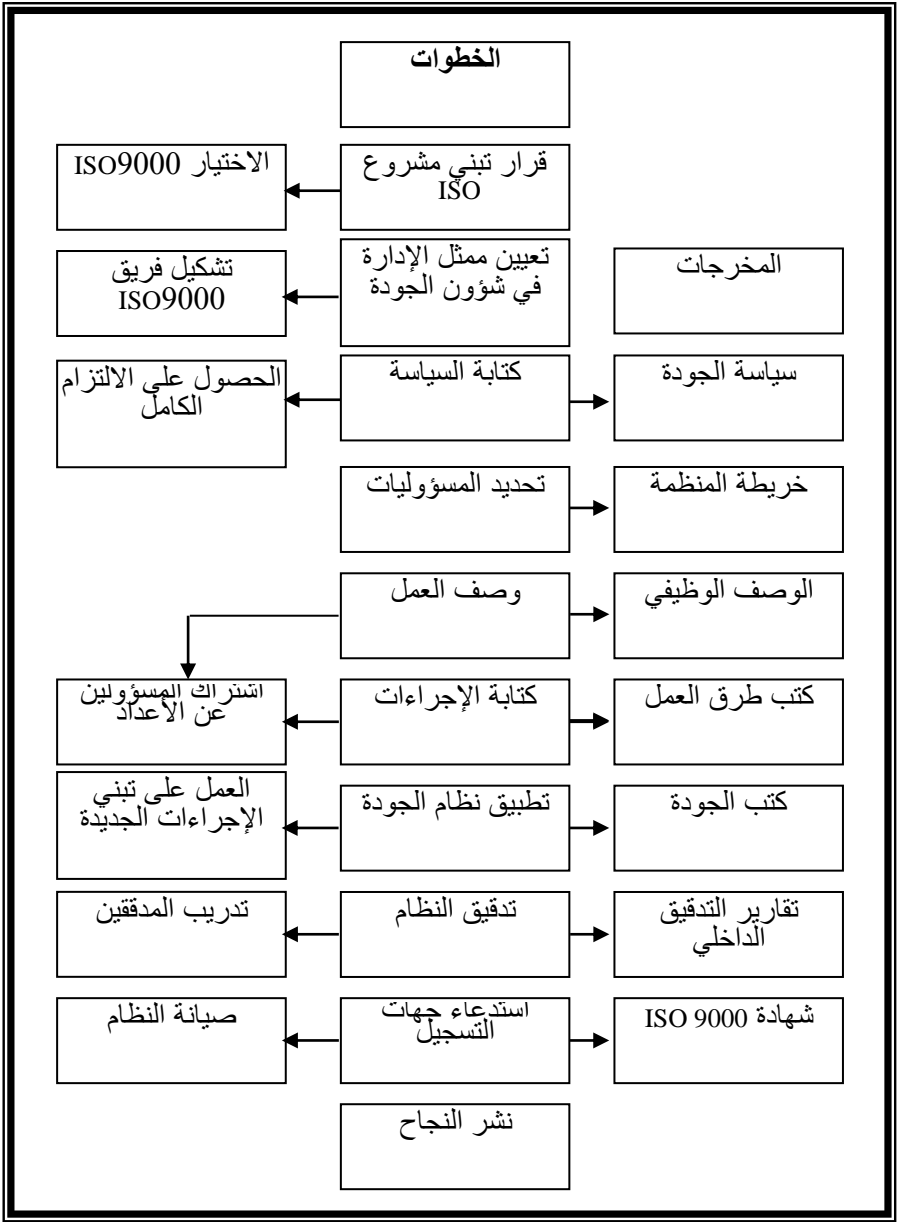 الخطوات
قرار تبني مشروع
ISO
الاختيار ISO9000
المخرجات
تعيين ممثل الإدارة
في شؤون الجودة
تشكيل فريق
ISO9000
سياسة الجودة
كتابة السياسة
الحصول على الالتزام
الكامل
خريطة المنظمة
تحديد المسؤوليات
الوصف الوظيفي
وصف العمل
كتب طرق العمل
كتابة الإجراءات
اشتراك المسؤولين
عن الأعداد
كتب الجودة
تطبيق نظام الجودة
العمل على تبني
الإجراءات الجديدة
تقارير التدقيق
الداخلي
تدقيق النظام
تدريب المدققين
شهادة ISO 9000
استدعاء جهات
التسجيل
صيانة النظام
نشر النجاح